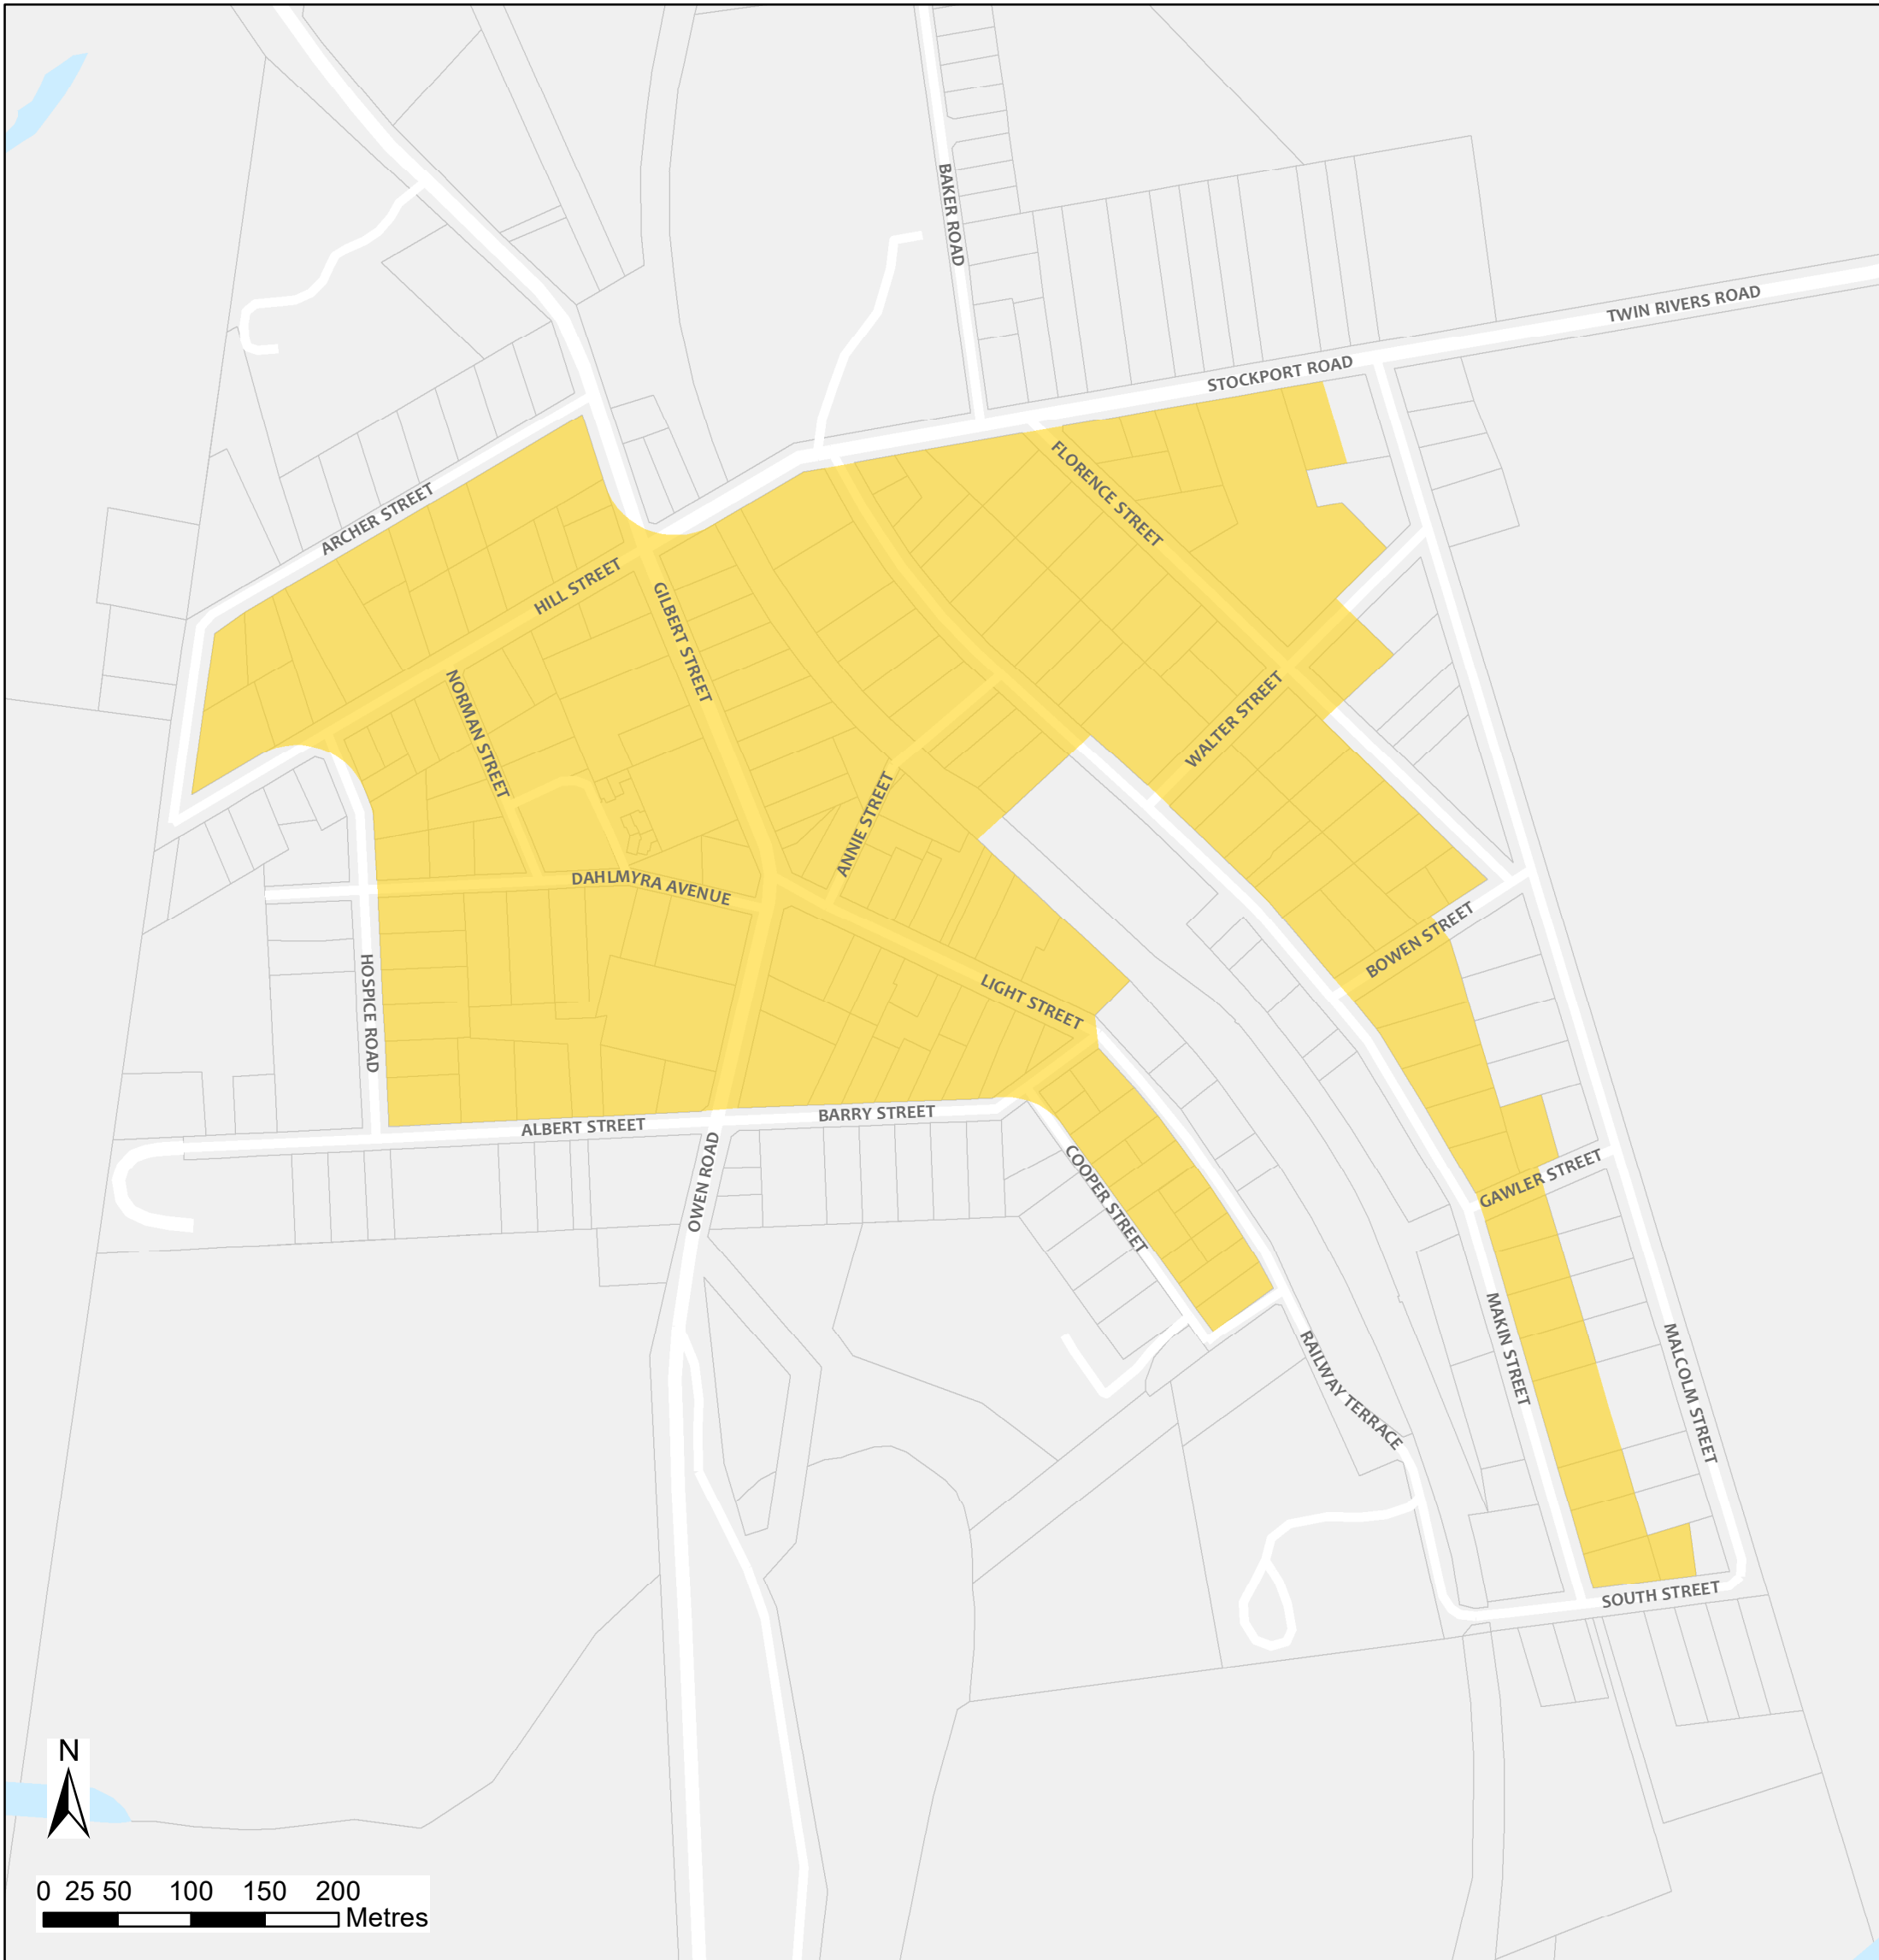 BAKER ROAD
TWIN RIVERS ROAD
STOCKPORT ROAD
FLORENCE STREET
ARCHER STREET
HILL STREET
GILBERT STREET
NORMAN STREET
WALTER STREET
ANNIE STREET
DAHLMYRA AVENUE
BOWEN STREET
HOSPICE ROAD
LIGHT STREET
BARRY STREET
ALBERT STREET
OWEN ROAD
COOPER STREET
GAWLER STREET
MAKIN STREET
MALCOLM STREET
RAILWAY TERRACE
SOUTH STREET
N
0 25 50 100 150 200
Metres